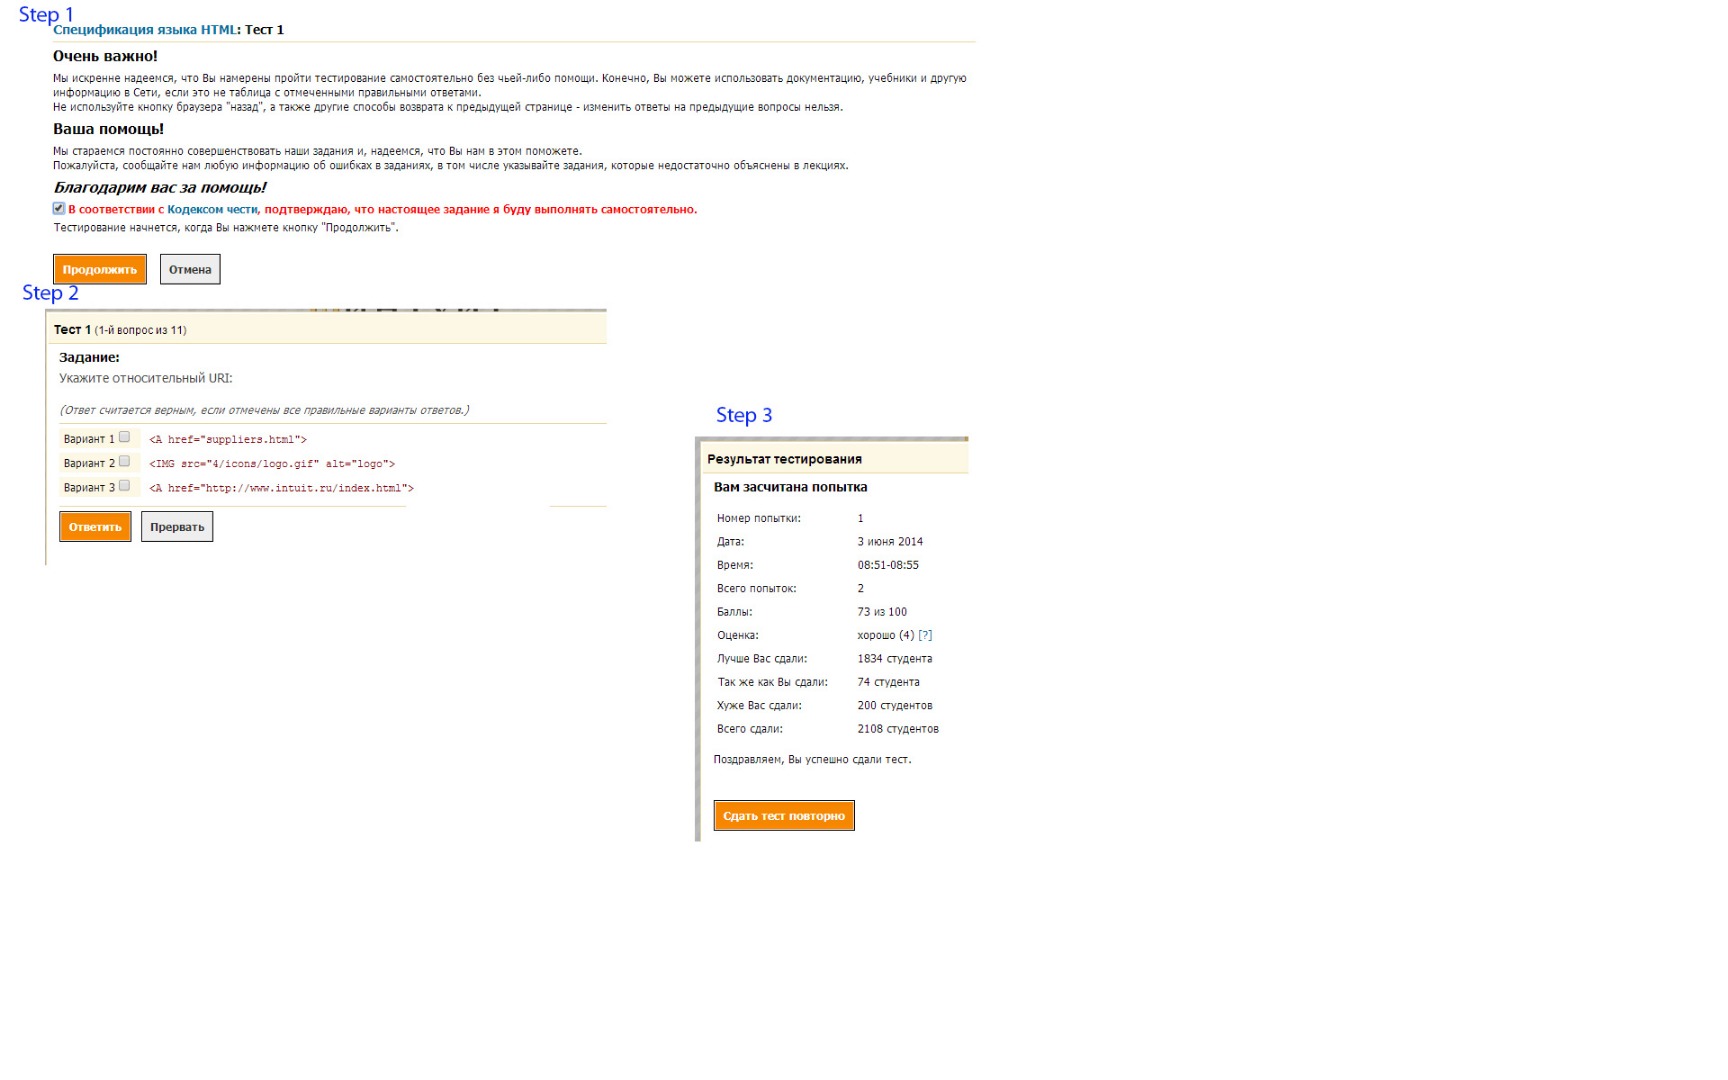 Step 1
Спецификация языка HTML: Тест 1
Очень важно!
Мы искренне надеемся, что Вы намерены пройти тестирование самостоятельно без чьей-либо помощи. Конечно, Вы можете использовать документацию, учебники и другую
информацию в Сети, если это не таблица с отмеченными правильными ответами.
Не используйте кнопку браузера "назад", а также другие способы возврата к предыдущей странице - изменить ответы на предыдущие вопросы нельзя.
Ваша помощь!
Мы стараемся постоянно совершенствовать наши задания и, надеемся, что Вы нам в этом поможете.
Пожалуйста, сообщайте нам любую информацию об ошибках в заданиях, в том числе указывайте задания, которые недостаточно объяснены в лекциях.
Благодарим вас за помощь!
В соответствии с Кодексом чести, подтверждаю, что настоящее задание я буду выполнять самостоятельно.
Тестирование начнется, когда Вы нажмете кнопку "Продолжить".
Продолжить Отмена
Step 2
Тест 1 (1-й вопрос из 11)
Задание:
Укажите относительный URI:
(Ответ считается верным, если отмечены все правильные варианты ответов.)
Вариант 1 <A href="suppliers.html">
Вариант 2 <IMG src="4/icons/logo.gif" alt="logo">
Вариант 3 <A href="http://www.intuit.ru/index.html">
Ответить Прервать
Step 3
Результат тестирования
Вам засчитана попытка
Номер попытки: 1
Дата: 3 июня 2014
Время: 08:51-08:55
Всего попыток: 2
Баллы: 73 из 100
Оценка: хорошо (4) [?]
Лучше Вас сдали: 1834 студента
Так же как Вы сдали: 74 студента
Хуже Вас сдали: 200 студентов
Всего сдали: 2108 студентов
Поздравляем, Вы успешно сдали тест.
Сдать тест повторно